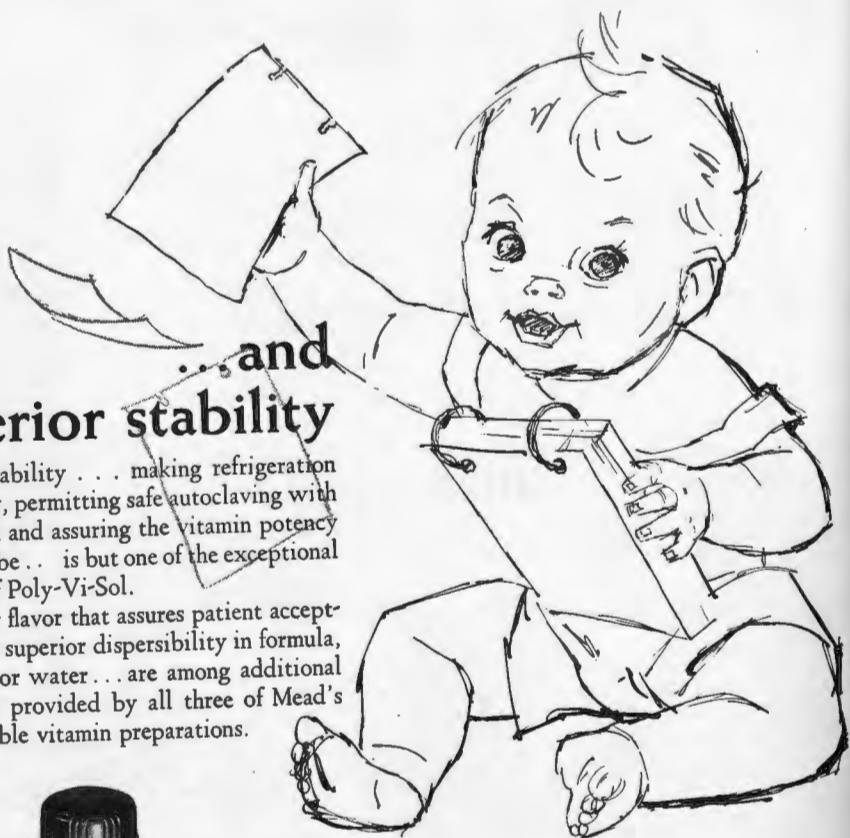 ...and
erior stability
ability . . . making refrigeration
, permitting safe autoclaving with
and assuring the vitamin potency
be . . is but one of the exceptional
Poly-Vi-Sol.
flavor that assures patient accept-
superior dispersibility in formula,
or water . . . are among additional
provided by all three of Mead's
ble vitamin preparations.